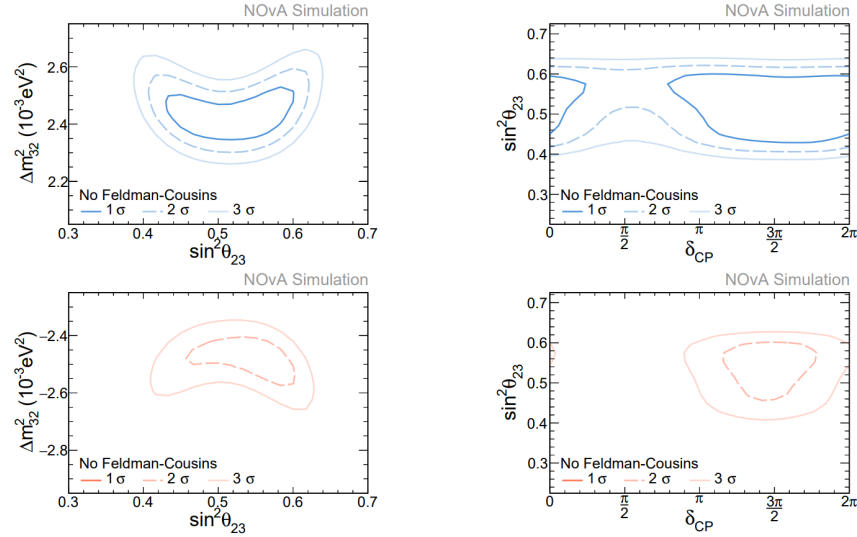 NOvA Simulation
Δm²₃₂ (10⁻³eV²)
2.6
2.4
2.2
No Feldman-Cousins
1 σ 2 σ 3 σ
0.3 0.4 0.5 0.6 0.7
sin²θ₂₃
NOvA Simulation
sin²θ₂₃
0.7
0.6
0.5
0.4
0.3
No Feldman-Cousins
1 σ 2 σ 3 σ
0 π/2 π 3π/2 2π
δCP
NOvA Simulation
Δm²₃₂ (10⁻³eV²)
−2.4
−2.6
−2.8
No Feldman-Cousins
1 σ 2 σ 3 σ
0.3 0.4 0.5 0.6 0.7
sin²θ₂₃
NOvA Simulation
sin²θ₂₃
0.7
0.6
0.5
0.4
0.3
No Feldman-Cousins
1 σ 2 σ 3 σ
0 π/2 π 3π/2 2π
δCP